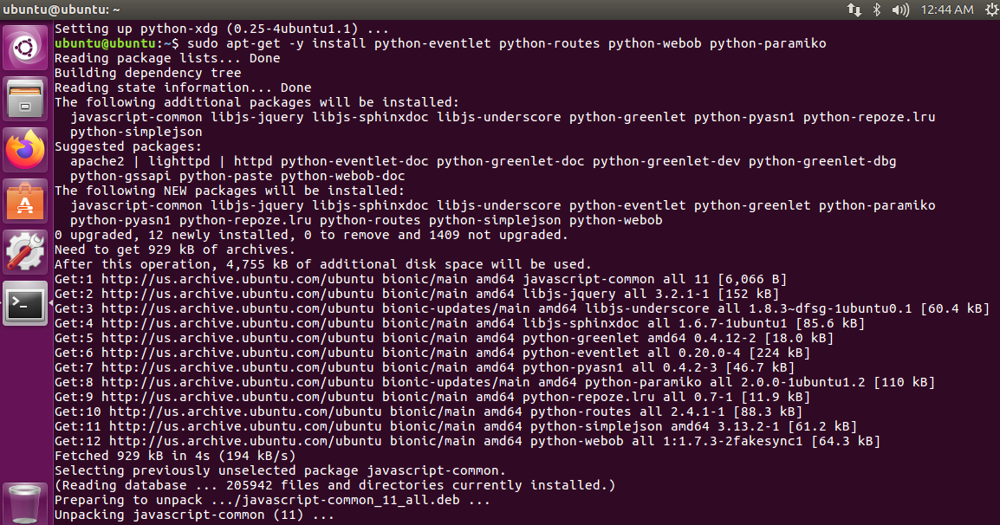 ubuntu@ubuntu: ~
12:44 AM
Setting up python-xdg (0.25-4ubuntu1.1) ...
ubuntu@ubuntu:~$ sudo apt-get -y install python-eventlet python-routes python-webob python-paramiko
Reading package lists... Done
Building dependency tree
Reading state information... Done
The following additional packages will be installed:
  javascript-common libjs-jquery libjs-sphinxdoc libjs-underscore python-greenlet python-pyasn1 python-repoze.lru
  python-simplejson
Suggested packages:
  apache2 | lighttpd | httpd python-eventlet-doc python-greenlet-doc python-greenlet-dev python-greenlet-dbg
  python-gssapi python-paste python-webob-doc
The following NEW packages will be installed:
  javascript-common libjs-jquery libjs-sphinxdoc libjs-underscore python-eventlet python-greenlet python-paramiko
  python-pyasn1 python-repoze.lru python-routes python-simplejson python-webob
0 upgraded, 12 newly installed, 0 to remove and 1409 not upgraded.
Need to get 929 kB of archives.
After this operation, 4,755 kB of additional disk space will be used.
Get:1 http://us.archive.ubuntu.com/ubuntu bionic/main amd64 javascript-common all 11 [6,066 B]
Get:2 http://us.archive.ubuntu.com/ubuntu bionic/main amd64 libjs-jquery all 3.2.1-1 [152 kB]
Get:3 http://us.archive.ubuntu.com/ubuntu bionic-updates/main amd64 libjs-underscore all 1.8.3~dfsg-1ubuntu0.1 [60.4 kB]
Get:4 http://us.archive.ubuntu.com/ubuntu bionic/main amd64 libjs-sphinxdoc all 1.6.7-1ubuntu1 [85.6 kB]
Get:5 http://us.archive.ubuntu.com/ubuntu bionic/main amd64 python-greenlet amd64 0.4.12-2 [18.0 kB]
Get:6 http://us.archive.ubuntu.com/ubuntu bionic/main amd64 python-eventlet all 0.20.0-4 [224 kB]
Get:7 http://us.archive.ubuntu.com/ubuntu bionic/main amd64 python-pyasn1 all 0.4.2-3 [46.7 kB]
Get:8 http://us.archive.ubuntu.com/ubuntu bionic-updates/main amd64 python-paramiko all 2.0.0-1ubuntu1.2 [110 kB]
Get:9 http://us.archive.ubuntu.com/ubuntu bionic/main amd64 python-repoze.lru all 0.7-1 [11.9 kB]
Get:10 http://us.archive.ubuntu.com/ubuntu bionic/main amd64 python-routes all 2.4.1-1 [88.3 kB]
Get:11 http://us.archive.ubuntu.com/ubuntu bionic/main amd64 python-simplejson amd64 3.13.2-1 [61.2 kB]
Get:12 http://us.archive.ubuntu.com/ubuntu bionic/main amd64 python-webob all 1:1.7.3-2fakesync1 [64.3 kB]
Fetched 929 kB in 4s (194 kB/s)
Selecting previously unselected package javascript-common.
(Reading database ... 205942 files and directories currently installed.)
Preparing to unpack .../javascript-common_11_all.deb ...
Unpacking javascript-common (11) ...